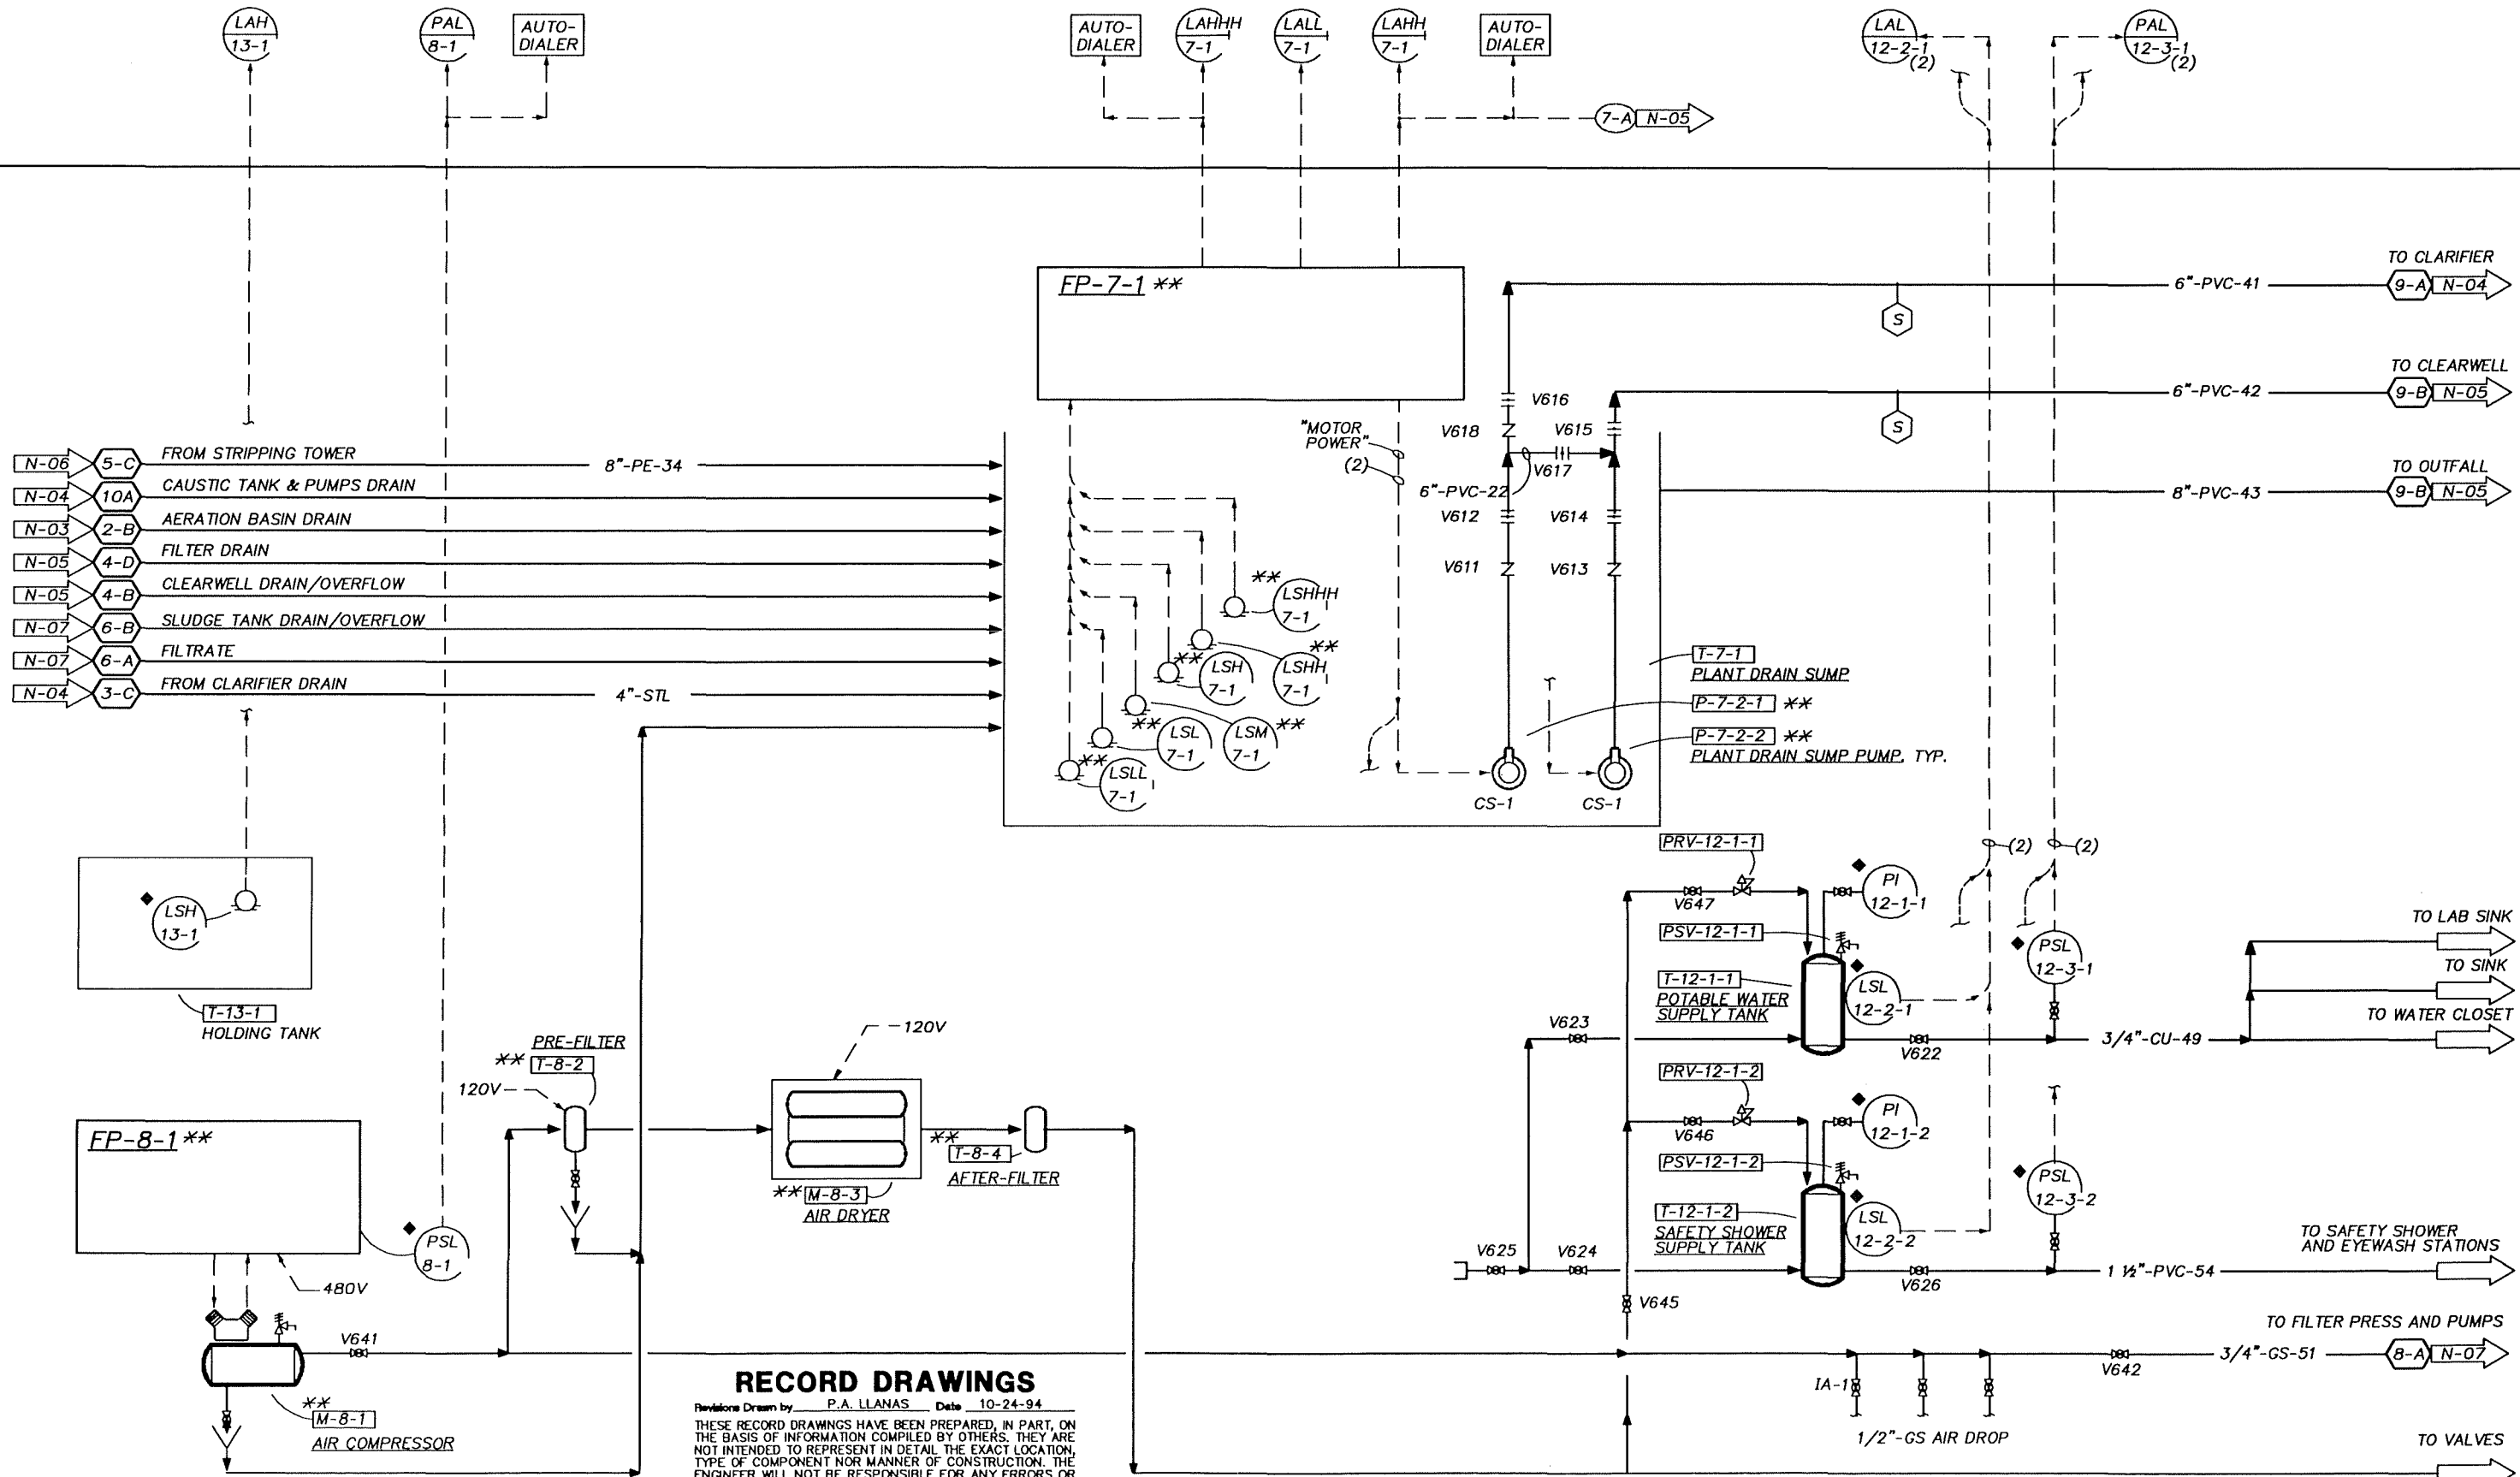 LAH
13-1
PAL
8-1
AUTO-
DIALER
AUTO-
DIALER
LAHHH
7-1
LALL
7-1
LAHH
7-1
AUTO-
DIALER
LAL
12-2-1
(2)
PAL
12-3-1
(2)
7-A N-05
FP-7-1 **
TO CLARIFIER
6"-PVC-41
9-A N-04
S
TO CLEARWELL
6"-PVC-42
9-B N-05
S
TO OUTFALL
8"-PVC-43
9-B N-05
"MOTOR
POWER"
(2)
V616
V618
V615
V617
6"-PVC-22
V612
V614
V611
V613
N-06 5-C FROM STRIPPING TOWER 8"-PE-34
N-04 10A CAUSTIC TANK & PUMPS DRAIN
N-03 2-B AERATION BASIN DRAIN
N-05 4-D FILTER DRAIN
N-05 4-B CLEARWELL DRAIN/OVERFLOW
N-07 6-B SLUDGE TANK DRAIN/OVERFLOW
N-07 6-A FILTRATE
N-04 3-C FROM CLARIFIER DRAIN 4"-STL
** LSHHH
7-1
** LSHH
7-1
** LSH
7-1
LSM **
7-1
** LSL
7-1
** LSLL
7-1
T-7-1
PLANT DRAIN SUMP
P-7-2-1 **
P-7-2-2 **
PLANT DRAIN SUMP PUMP, TYP.
CS-1
CS-1
LSH
13-1
T-13-1
HOLDING TANK
PRV-12-1-1
V647
PI
12-1-1
PSV-12-1-1
T-12-1-1
POTABLE WATER
SUPPLY TANK
LSL
12-2-1
(2)
(2)
PSL
12-3-1
TO LAB SINK
TO SINK
TO WATER CLOSET
V623
V622
3/4"-CU-49
PRV-12-1-2
V646
PI
12-1-2
PSV-12-1-2
T-12-1-2
SAFETY SHOWER
SUPPLY TANK
LSL
12-2-2
PSL
12-3-2
TO SAFETY SHOWER
AND EYEWASH STATIONS
V625
V624
V626
1 ½"-PVC-54
V645
PRE-FILTER
** T-8-2
120V
120V
** M-8-3
AIR DRYER
** T-8-4
AFTER-FILTER
FP-8-1 **
PSL
8-1
480V
V641
** M-8-1
AIR COMPRESSOR
TO FILTER PRESS AND PUMPS
V642
3/4"-GS-51
8-A N-07
IA-1
1/2"-GS AIR DROP
TO VALVES
RECORD DRAWINGS
Revisions Drawn by P.A. LLANAS Date 10-24-94
THESE RECORD DRAWINGS HAVE BEEN PREPARED, IN PART, ON
THE BASIS OF INFORMATION COMPILED BY OTHERS. THEY ARE
NOT INTENDED TO REPRESENT IN DETAIL THE EXACT LOCATION,
TYPE OF COMPONENT NOR MANNER OF CONSTRUCTION. THE
ENGINEER WILL NOT BE RESPONSIBLE FOR ANY ERRORS OR